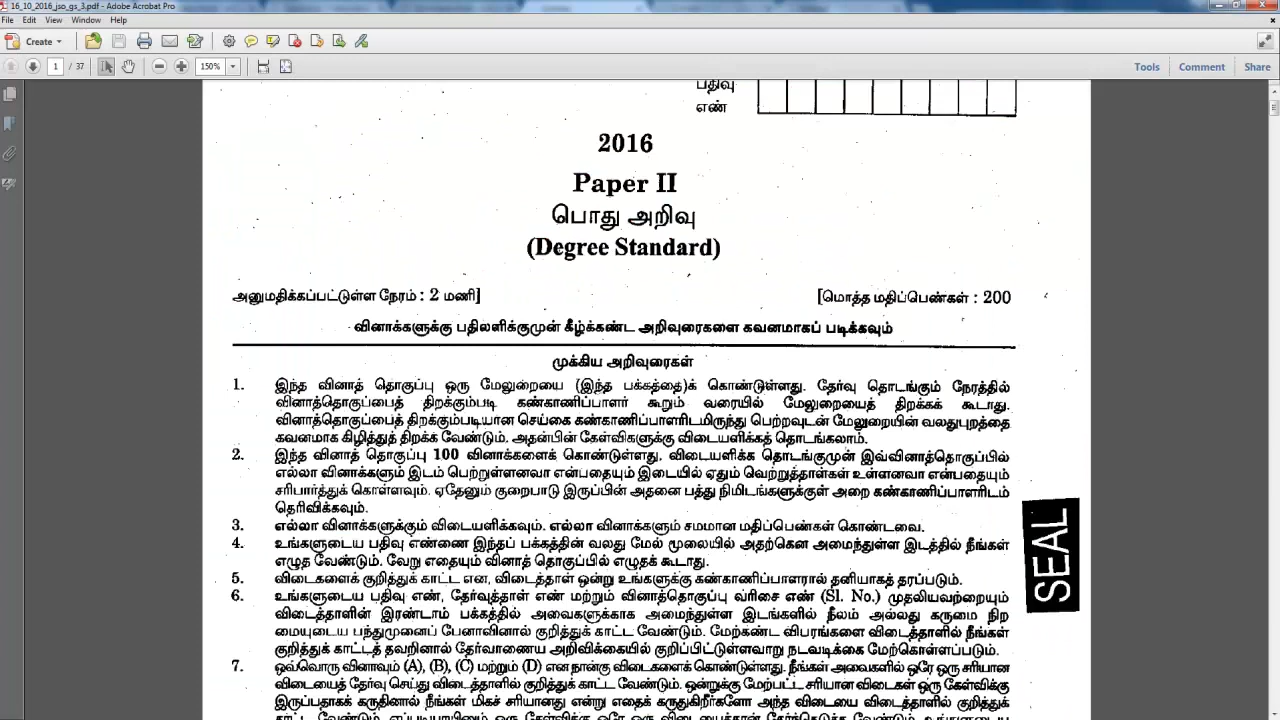 16_10_2016_jso_gs_3.pdf - Adobe Acrobat Pro
File Edit View Window Help
Create
1 / 37 150% Tools Comment Share
பதிவு
எண்
2016
Paper II
பொது அறிவு
(Degree Standard)
அனுமதிக்கப்பட்டுள்ள நேரம் : 2 மணி] [மொத்த மதிப்பெண்கள் : 200
வினாக்களுக்கு பதிலளிக்குமுன் கீழ்க்கண்ட அறிவுரைகளை கவனமாகப் படிக்கவும்
முக்கிய அறிவுரைகள்
1. இந்த வினாத் தொகுப்பு ஒரு மேலுறையை (இந்த பக்கத்தை)க் கொண்டுள்ளது. தேர்வு தொடங்கும் நேரத்தில்
வினாத்தொகுப்பைத் திறக்கும்படி கண்காணிப்பாளர் கூறும் வரையில் மேலுறையைத் திறக்கக் கூடாது.
வினாத்தொகுப்பைத் திறக்கும்படியான செய்கை கண்காணிப்பாளரிடமிருந்து பெற்றவுடன் மேலுறையின் வலதுபுறத்தை
கவனமாக கிழித்துத் திறக்க வேண்டும். அதன்பின் கேள்விகளுக்கு விடையளிக்கத் தொடங்கலாம்.
2. இந்த வினாத் தொகுப்பு 100 வினாக்களைக் கொண்டுள்ளது. விடையளிக்க தொடங்குமுன் இவ்வினாத்தொகுப்பில்
எல்லா வினாக்களும் இடம் பெற்றுள்ளனவா என்பதையும் இடையில் ஏதும் வெற்றுத்தாள்கள் உள்ளனவா என்பதையும்
சரிபார்த்துக் கொள்ளவும். ஏதேனும் குறைபாடு இருப்பின் அதனை பத்து நிமிடங்களுக்குள் அறை கண்காணிப்பாளரிடம்
தெரிவிக்கவும்.
3. எல்லா வினாக்களுக்கும் விடையளிக்கவும். எல்லா வினாக்களும் சமமான மதிப்பெண்கள் கொண்டவை.
4. உங்களுடைய பதிவு எண்ணை இந்தப் பக்கத்தின் வலது மேல் மூலையில் அதற்கென அமைந்துள்ள இடத்தில் நீங்கள்
எழுத வேண்டும். வேறு எதையும் வினாத் தொகுப்பில் எழுதக் கூடாது.
5. விடைகளைக் குறித்துக் காட்ட என, விடைத்தாள் ஒன்று உங்களுக்கு கண்காணிப்பாளரால் தனியாகத் தரப்படும்.
6. உங்களுடைய பதிவு எண், தேர்வுத்தாள் எண் மற்றும் வினாத்தொகுப்பு வரிசை எண் (Sl. No.) முதலியவற்றையும்
விடைத்தாளின் இரண்டாம் பக்கத்தில் அவைகளுக்காக அமைந்துள்ள இடங்களில் நீலம் அல்லது கருமை நிற
மையுடைய பந்துமுனைப் பேனாவினால் குறித்துக் காட்ட வேண்டும். மேற்கண்ட விபரங்களை விடைத்தாளில் நீங்கள்
குறித்துக் காட்டத் தவறினால் தேர்வாணைய அறிவிக்கையில் குறிப்பிட்டுள்ளவாறு நடவடிக்கை மேற்கொள்ளப்படும்.
7. ஒவ்வொரு வினாவும் (A), (B), (C) மற்றும் (D) என நான்கு விடைகளைக் கொண்டுள்ளது. நீங்கள் அவைகளில் ஒரே ஒரு சரியான
விடையைத் தேர்வு செய்து விடைத்தாளில் குறித்துக் காட்ட வேண்டும். ஒன்றுக்கு மேற்பட்ட சரியான விடைகள் ஒரு கேள்விக்கு
இருப்பதாகக் கருதினால் நீங்கள் மிகச் சரியானது என்று எதைக் கருதுகிறீர்களோ அந்த விடையை விடைத்தாளில் குறித்துக்
SEAL